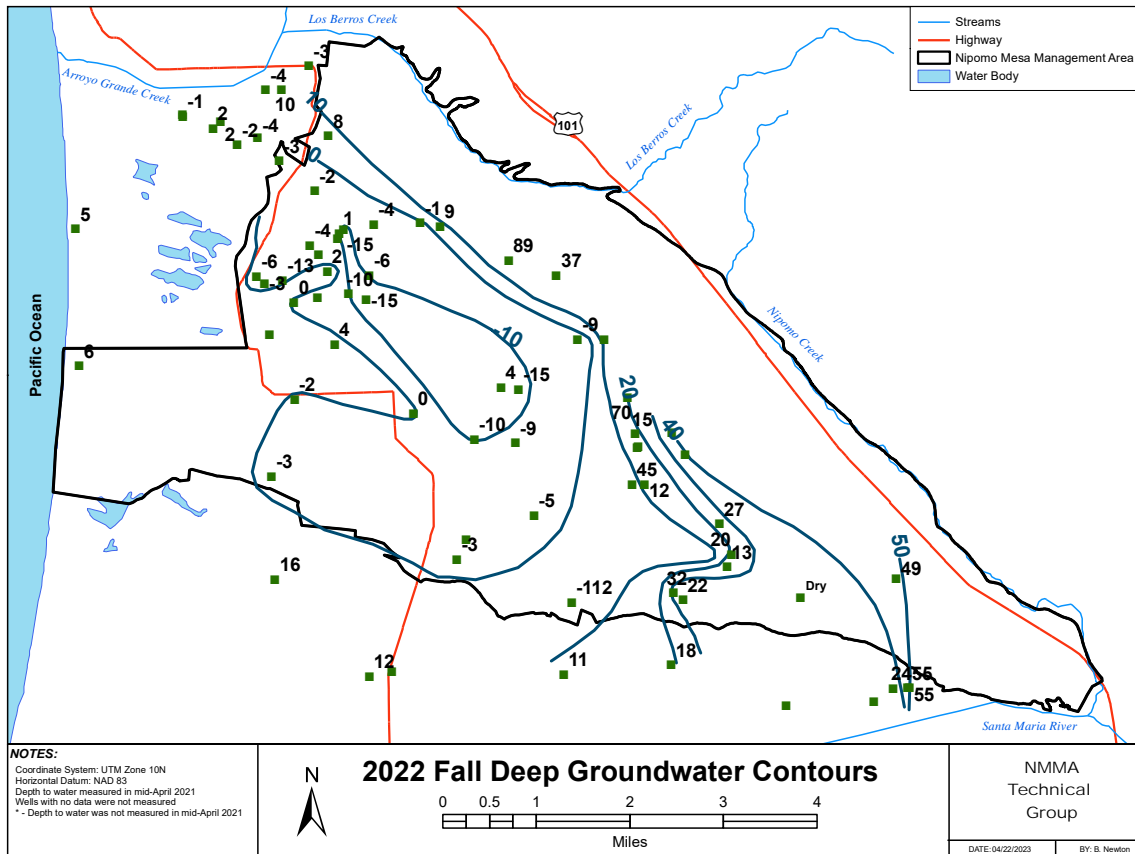 Los Berros Creek
Streams
Highway
Nipomo Mesa Management Area
Water Body
-3
Arroyo Grande Creek
-4
10
10
-1
2
2
-2
-4
8
101
Los Berros Creek
-3
0
-2
5
1
-4
-1
9
-4
-15
89
37
-6
-13
2
-6
-3
0
-10
-15
Nipomo Creek
-10
4
-9
Pacific Ocean
6
4
-15
-2
0
20
70
15
40
-10
-9
-3
45
12
-5
27
-3
20
13
50
49
16
-112
32
22
Dry
12
11
18
24
55
55
Santa Maria River
NOTES:
Coordinate System: UTM Zone 10N
Horizontal Datum: NAD 83
Depth to water measured in mid-April 2021
Wells with no data were not measured
* - Depth to water was not measured in mid-April 2021
N
2022 Fall Deep Groundwater Contours
0 0.5 1 2 3 4
Miles
NMMA
Technical
Group
DATE: 04/22/2023
BY: B. Newton